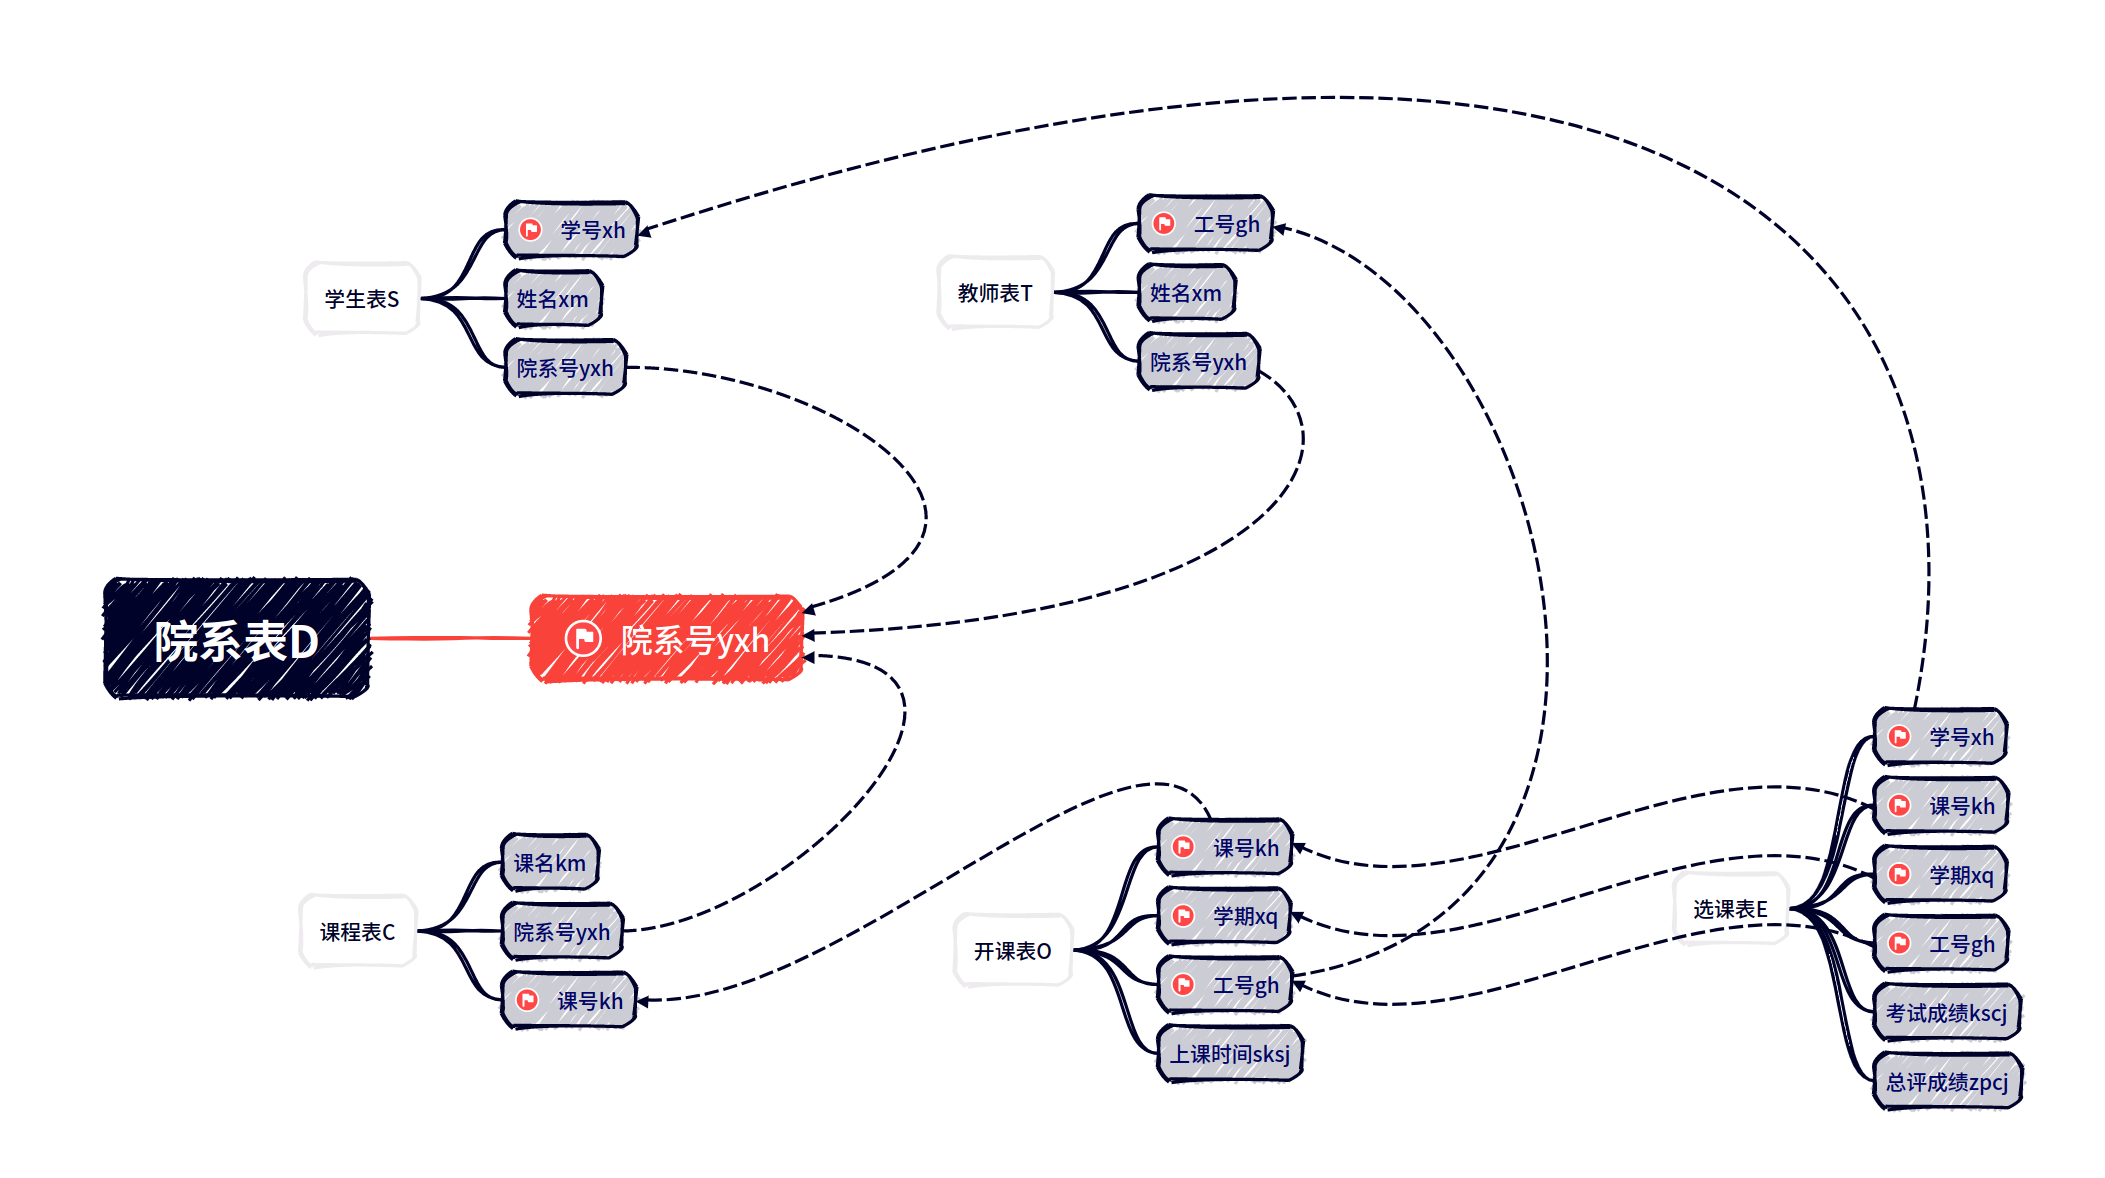 学生表S
学号xh
姓名xm
院系号yxh
教师表T
工号gh
姓名xm
院系号yxh
院系表D
院系号yxh
课程表C
课名km
院系号yxh
课号kh
开课表O
课号kh
学期xq
工号gh
上课时间sksj
选课表E
学号xh
课号kh
学期xq
工号gh
考试成绩kscj
总评成绩zpcj